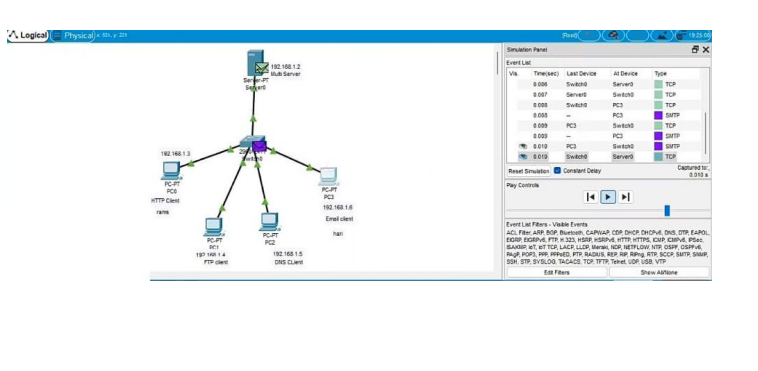 Logical Physical x: 821, y: 221 [Root] 19:25:00
192.168.1.2
Multi Server
Server-PT
Server0
Switch0
192.168.1.3
PC-PT
PC0
HTTP Client
rams
PC-PT
PC1
192.168.1.4
FTP client
PC-PT
PC2
192.168.1.5
DNS CLient
PC-PT
PC3
192.168.1.6
Email client
hari
Simulation Panel
Event List
Vis. Time(sec) Last Device At Device Type
0.006 Switch0 Server0 TCP
0.007 Server0 Switch0 TCP
0.008 Switch0 PC3 TCP
0.008 -- PC3 SMTP
0.009 PC3 Switch0 TCP
0.009 -- PC3 SMTP
0.010 PC3 Switch0 SMTP
0.010 Switch0 Server0 TCP
Reset Simulation Constant Delay Captured to:
0.010 s
Play Controls
Event List Filters - Visible Events
ACL Filter, ARP, BGP, Bluetooth, CAPWAP, CDP, DHCP, DHCPv6, DNS, DTP, EAPOL,
EIGRP, EIGRPv6, FTP, H.323, HSRP, HSRPv6, HTTP, HTTPS, ICMP, ICMPv6, IPSec,
ISAKMP, IoT, IoT TCP, LACP, LLDP, Meraki, NDP, NETFLOW, NTP, OSPF, OSPFv6,
PAgP, POP3, PPP, PPPoED, PTP, RADIUS, REP, RIP, RIPng, RTP, SCCP, SMTP, SNMP,
SSH, STP, SYSLOG, TACACS, TCP, TFTP, Telnet, UDP, USB, VTP
Edit Filters Show All/None